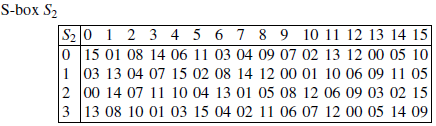 S-box S2
S2 0 1 2 3 4 5 6 7 8 9 10 11 12 13 14 15
0 15 01 08 14 06 11 03 04 09 07 02 13 12 00 05 10
1 03 13 04 07 15 02 08 14 12 00 01 10 06 09 11 05
2 00 14 07 11 10 04 13 01 05 08 12 06 09 03 02 15
3 13 08 10 01 03 15 04 02 11 06 07 12 00 05 14 09